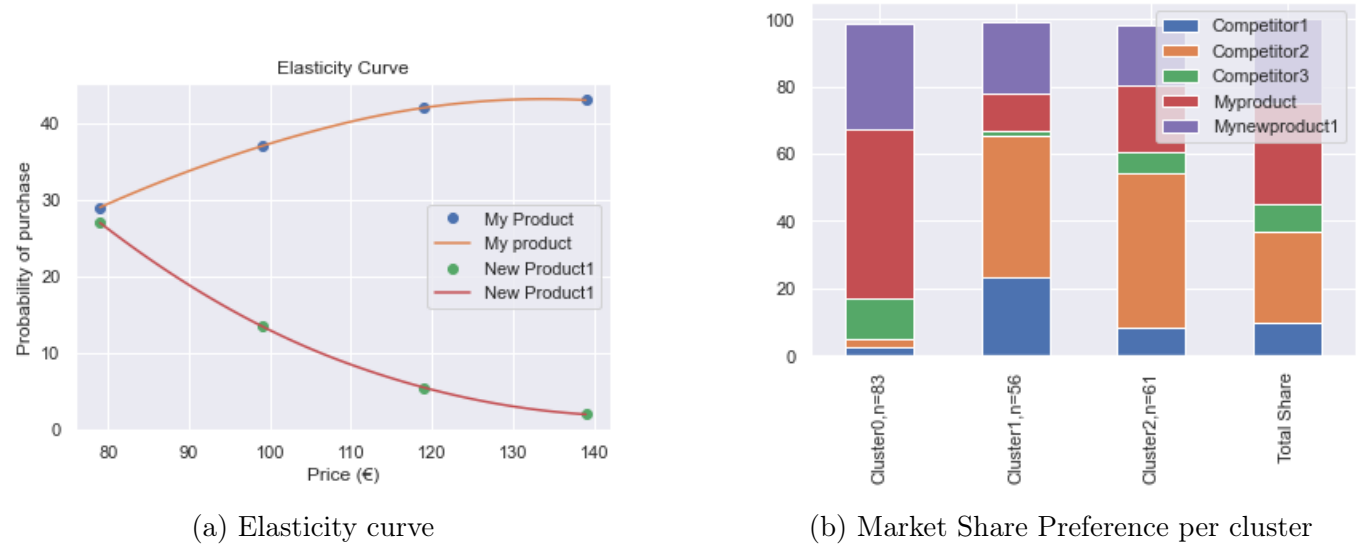 Elasticity Curve
Probability of purchase
40
30
20
10
0
My Product
My product
New Product1
New Product1
80 90 100 110 120 130 140
Price (€)
(a) Elasticity curve
100
80
60
40
20
0
Competitor1
Competitor2
Competitor3
Myproduct
Mynewproduct1
Cluster0,n=83
Cluster1,n=56
Cluster2,n=61
Total Share
(b) Market Share Preference per cluster